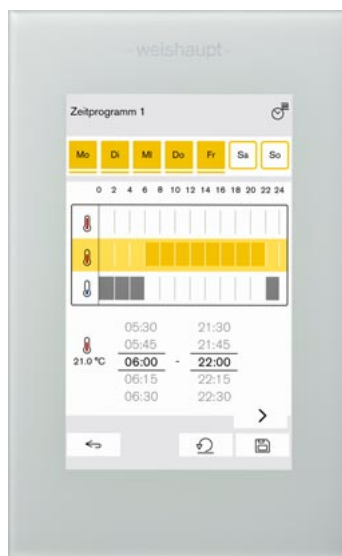 -weishaupt-
Zeitprogramm 1
Mo Di Mi Do Fr Sa So
0 2 4 6 8 10 12 14 16 18 20 22 24
05:30 21:30
05:45 21:45
21.0 °C 06:00 - 22:00
06:15 22:15
06:30 22:30